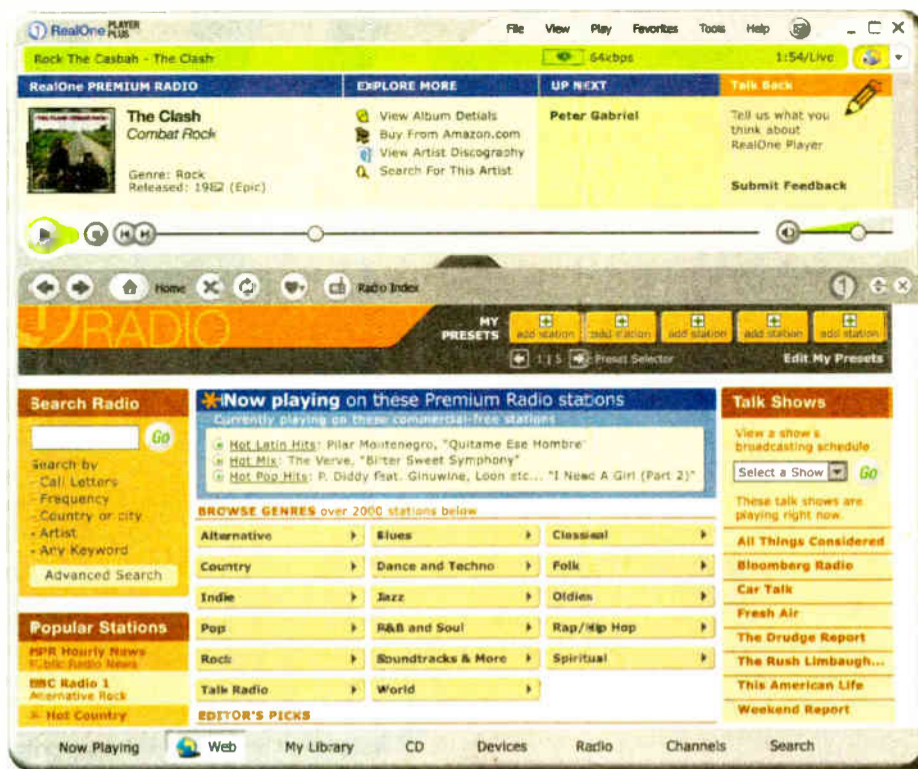 RealOne PLAYER PLUS
File View Play Favorites Tools Help
Rock The Casbah - The Clash 64kbps 1:54/Live
RealOne PREMIUM RADIO
The Clash
Combat Rock
Genre: Rock
Released: 1982 (Epic)
EXPLORE MORE
View Album Detials
Buy From Amazon.com
View Artist Discography
Search For This Artist
UP NEXT
Peter Gabriel
Talk Back
Tell us what you
think about
RealOne Player
Submit Feedback
Home Radio Index
RADIO
MY
PRESETS
add station add station add station add station add station
1 | 5 Preset Selector Edit My Presets
Search Radio
Go
Search by
- Call Letters
- Frequency
- Country or city
- Artist
- Any Keyword
Advanced Search
Popular Stations
NPR Hourly News
Public Radio News
BBC Radio 1
Alternative Rock
Hot Country
Now playing on these Premium Radio stations
Currently playing on these commercial-free stations
Hot Latin Hits: Pilar Montenegro, "Quitame Ese Hombre"
Hot Mix: The Verve, "Bitter Sweet Symphony"
Hot Pop Hits: P. Diddy feat. Ginuwine, Loon etc... "I Need A Girl (Part 2)"
BROWSE GENRES over 2000 stations below
Alternative Blues Classical
Country Dance and Techno Folk
Indie Jazz Oldies
Pop R&B and Soul Rap/Hip Hop
Rock Soundtracks & More Spiritual
Talk Radio World
EDITOR'S PICKS
Talk Shows
View a show's
broadcasting schedule
Select a Show Go
These talk shows are
playing right now.
All Things Considered
Bloomberg Radio
Car Talk
Fresh Air
The Drudge Report
The Rush Limbaugh...
This American Life
Weekend Report
Now Playing Web My Library CD Devices Radio Channels Search